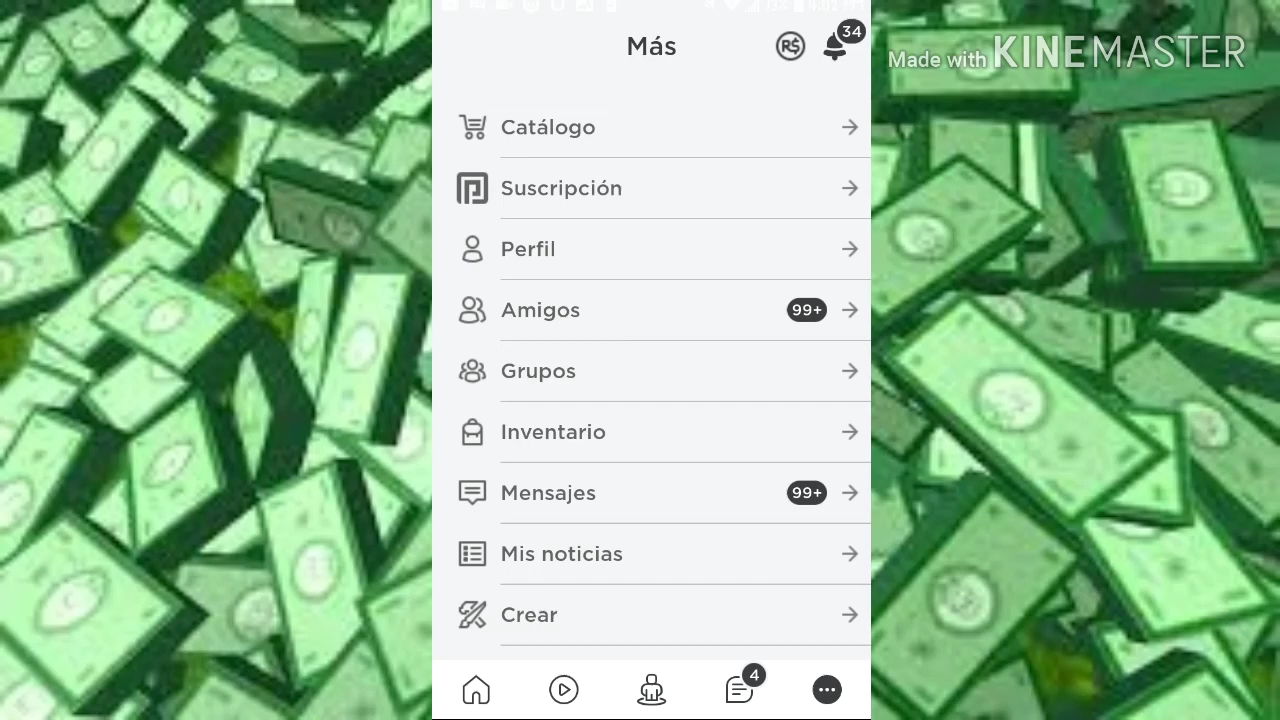 Más
R$
34
Made with KINEMASTER
Catálogo
Suscripción
Perfil
Amigos 99+
Grupos
Inventario
Mensajes 99+
Mis noticias
Crear
4